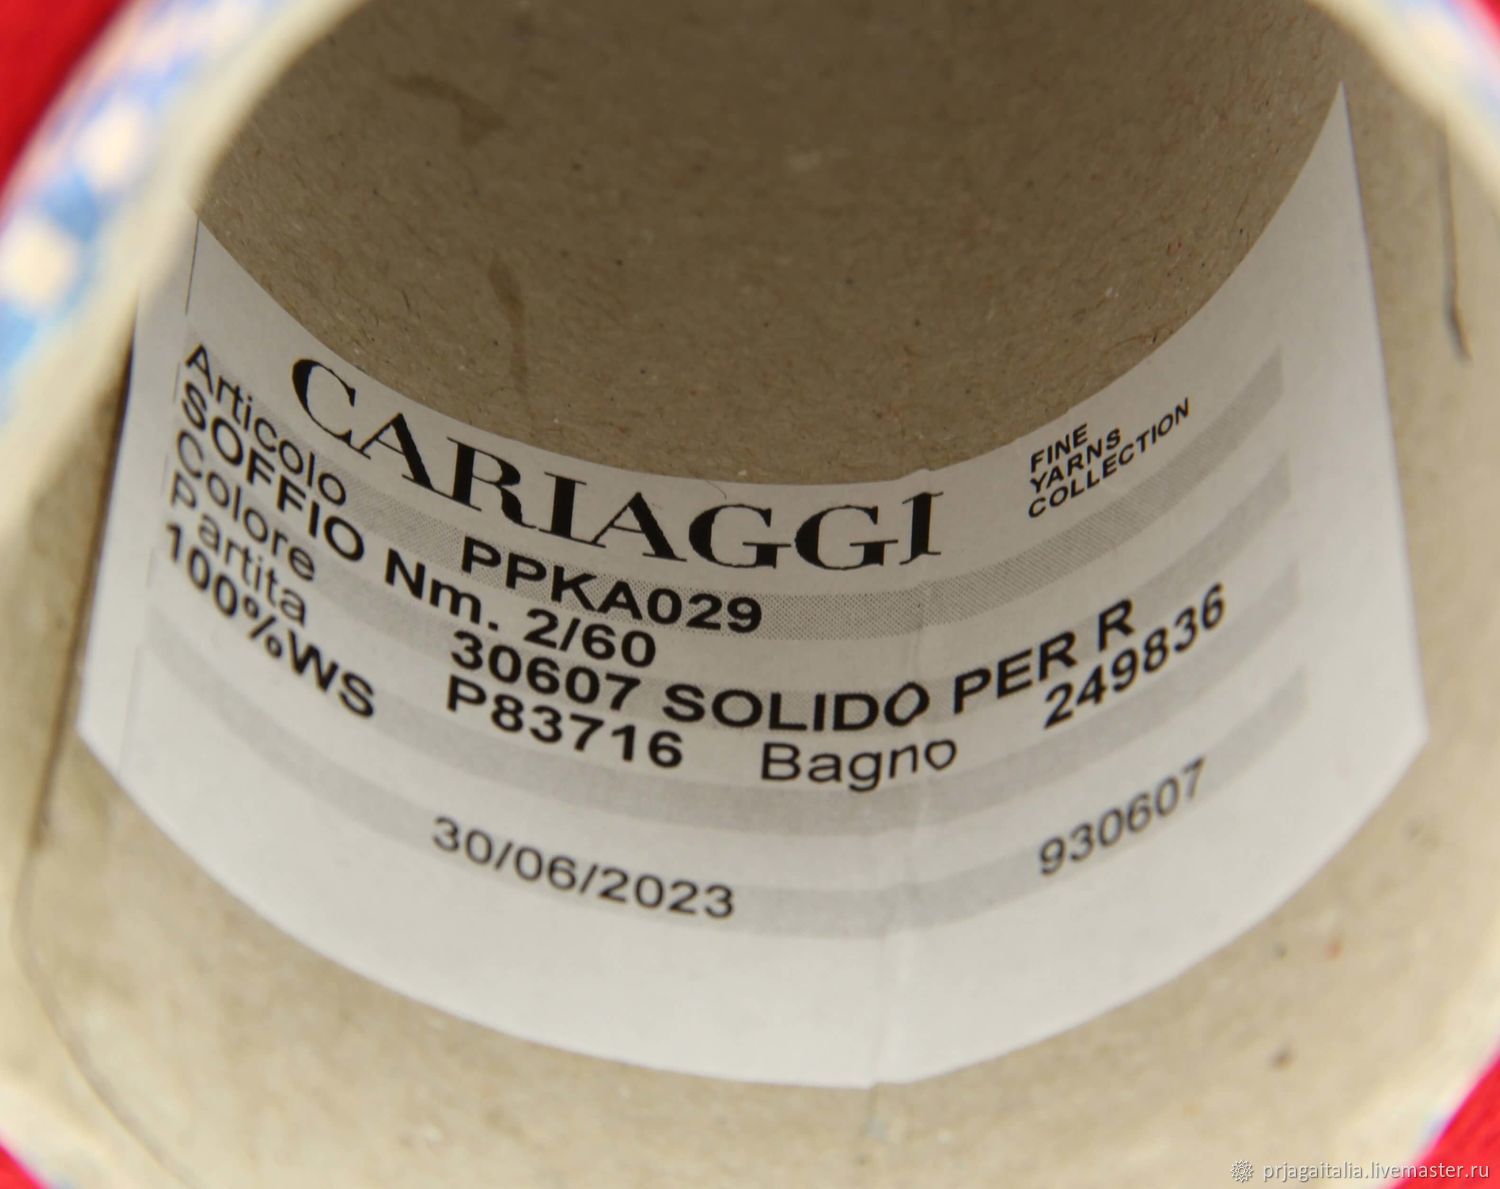 CARIAGGI
FINE
YARNS
COLLECTION
Articolo PPKA029
SOFFIO Nm. 2/60
Colore 30607 SOLIDO PER R
Partita P83716 Bagno 249836
100%WS
30/06/2023 930607
prjagaitalia.livemaster.ru